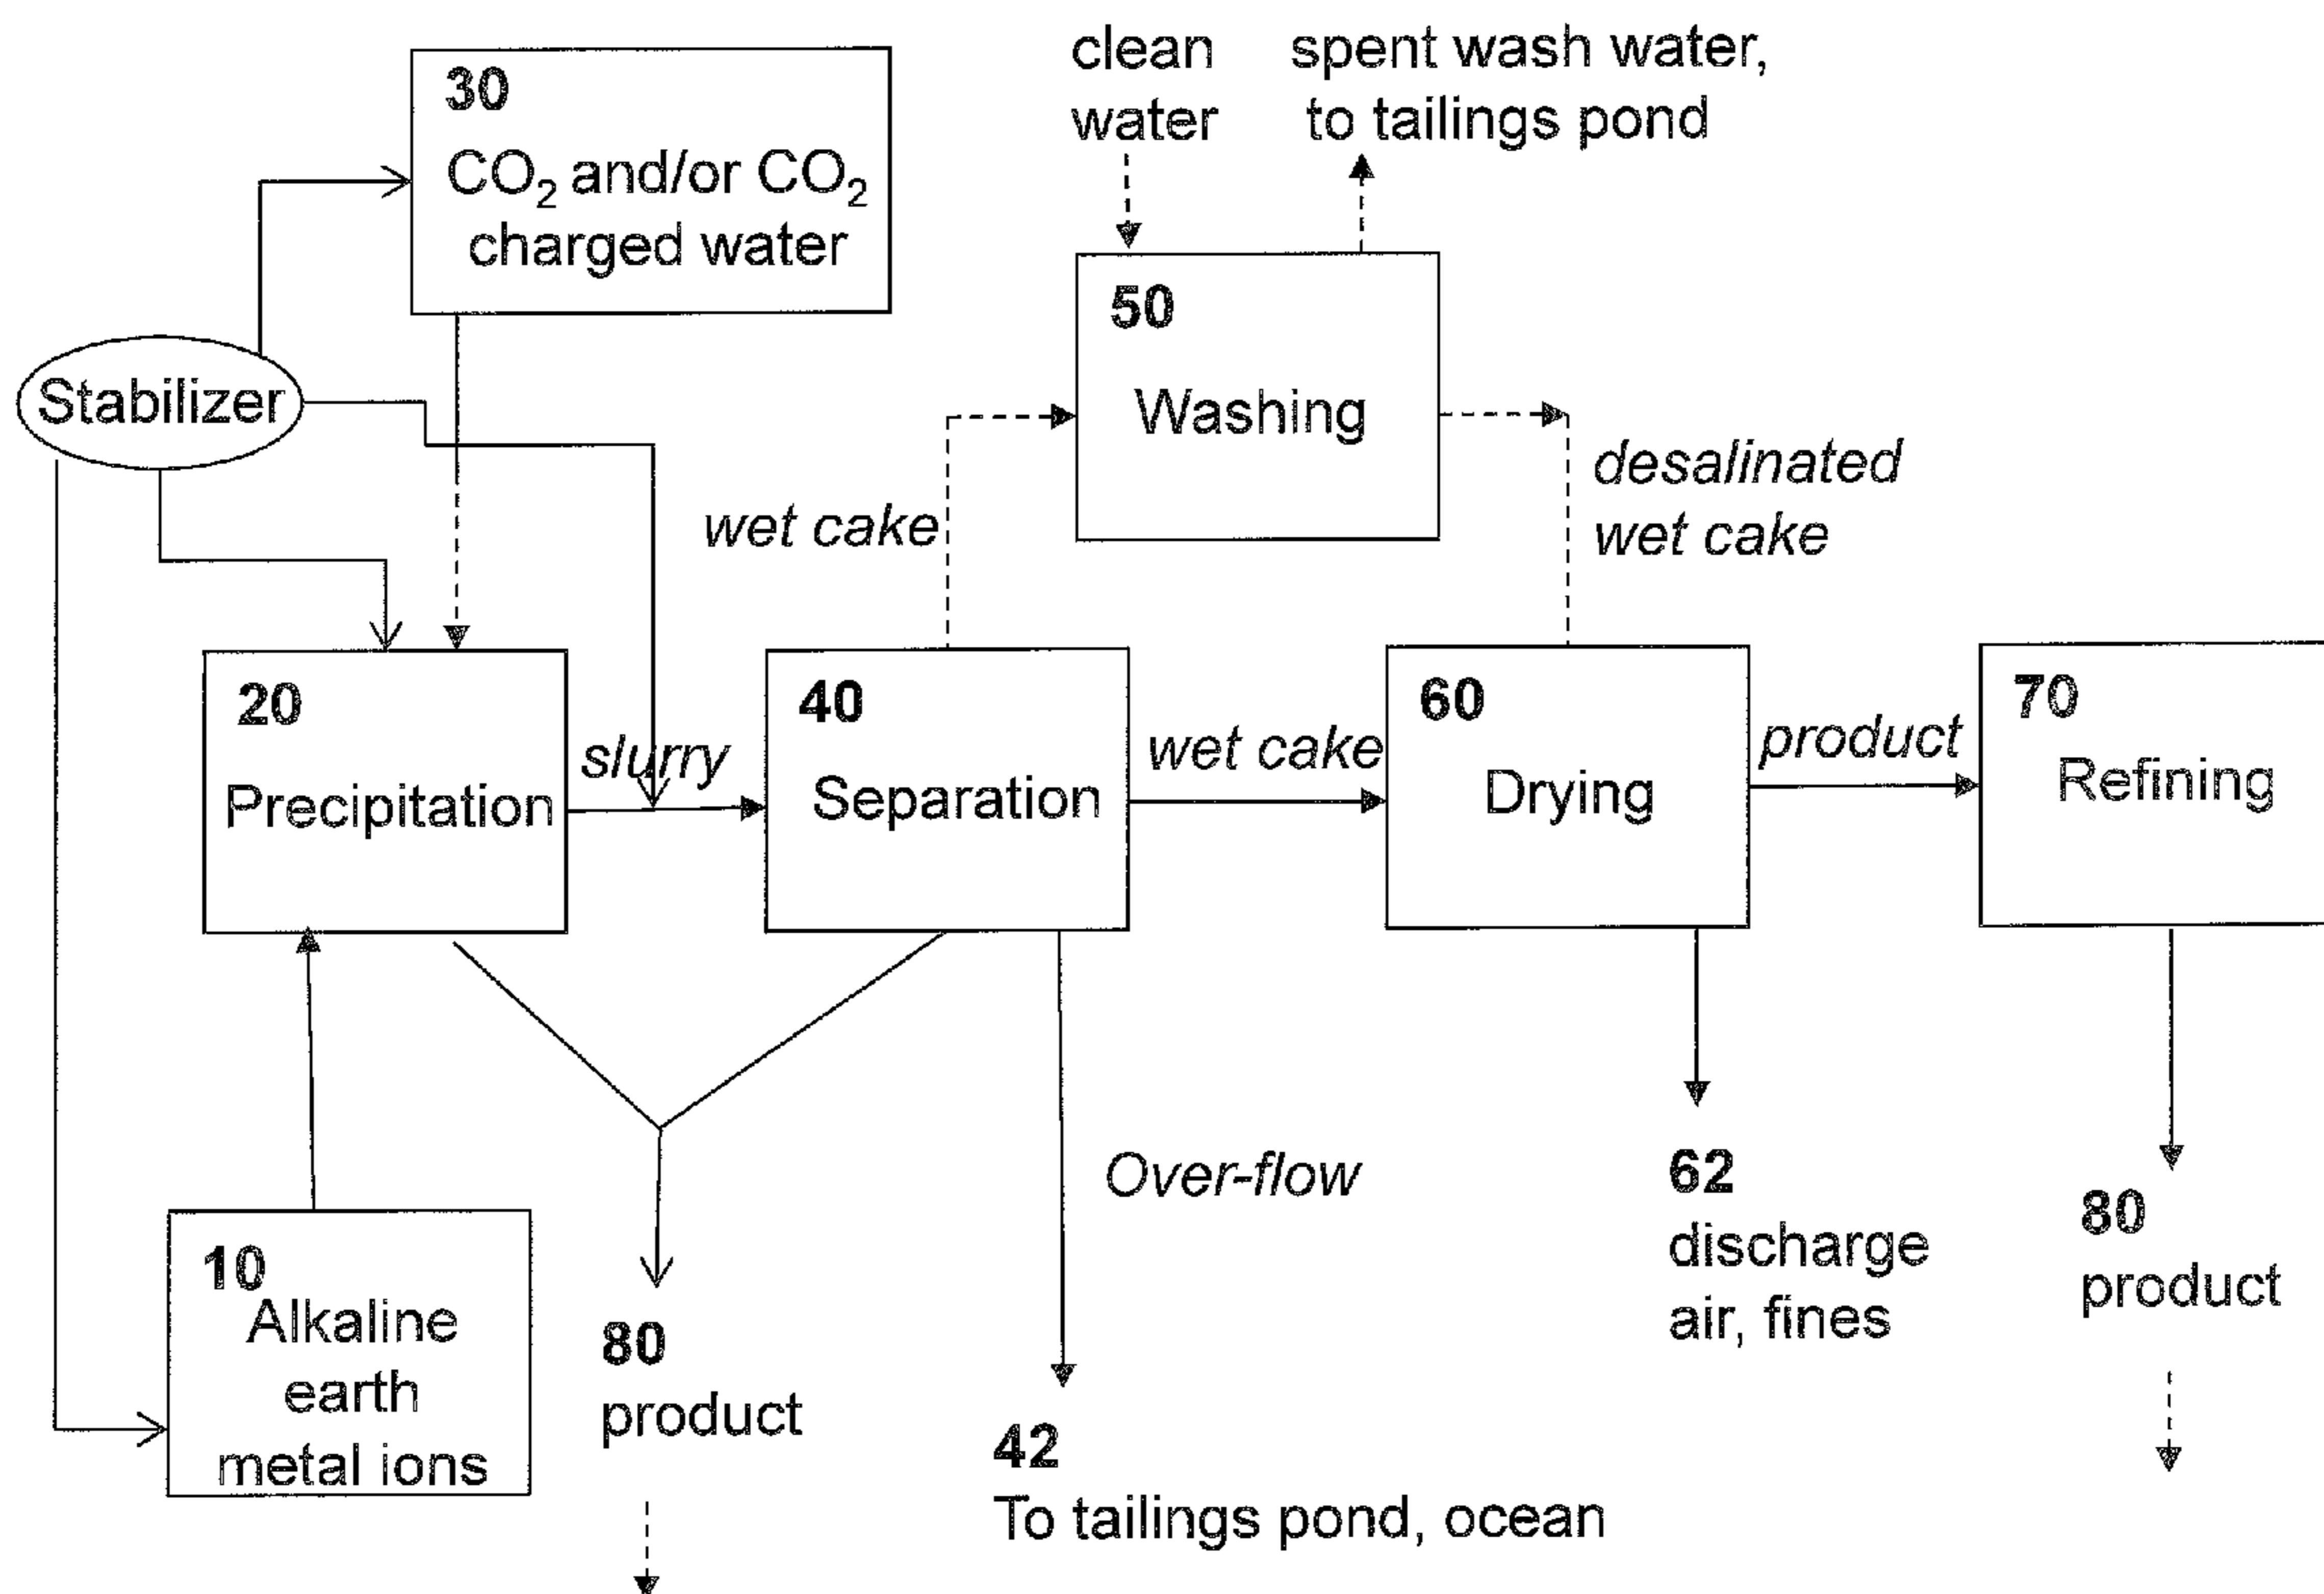 30
CO₂ and/or CO₂
charged water
clean
water
spent wash water,
to tailings pond
50
Washing
Stabilizer
wet cake
desalinated
wet cake
20
Precipitation
slurry
40
Separation
wet cake
60
Drying
product
70
Refining
Over-flow
10
Alkaline
earth
metal ions
80
product
42
To tailings pond, ocean
62
discharge
air, fines
80
product